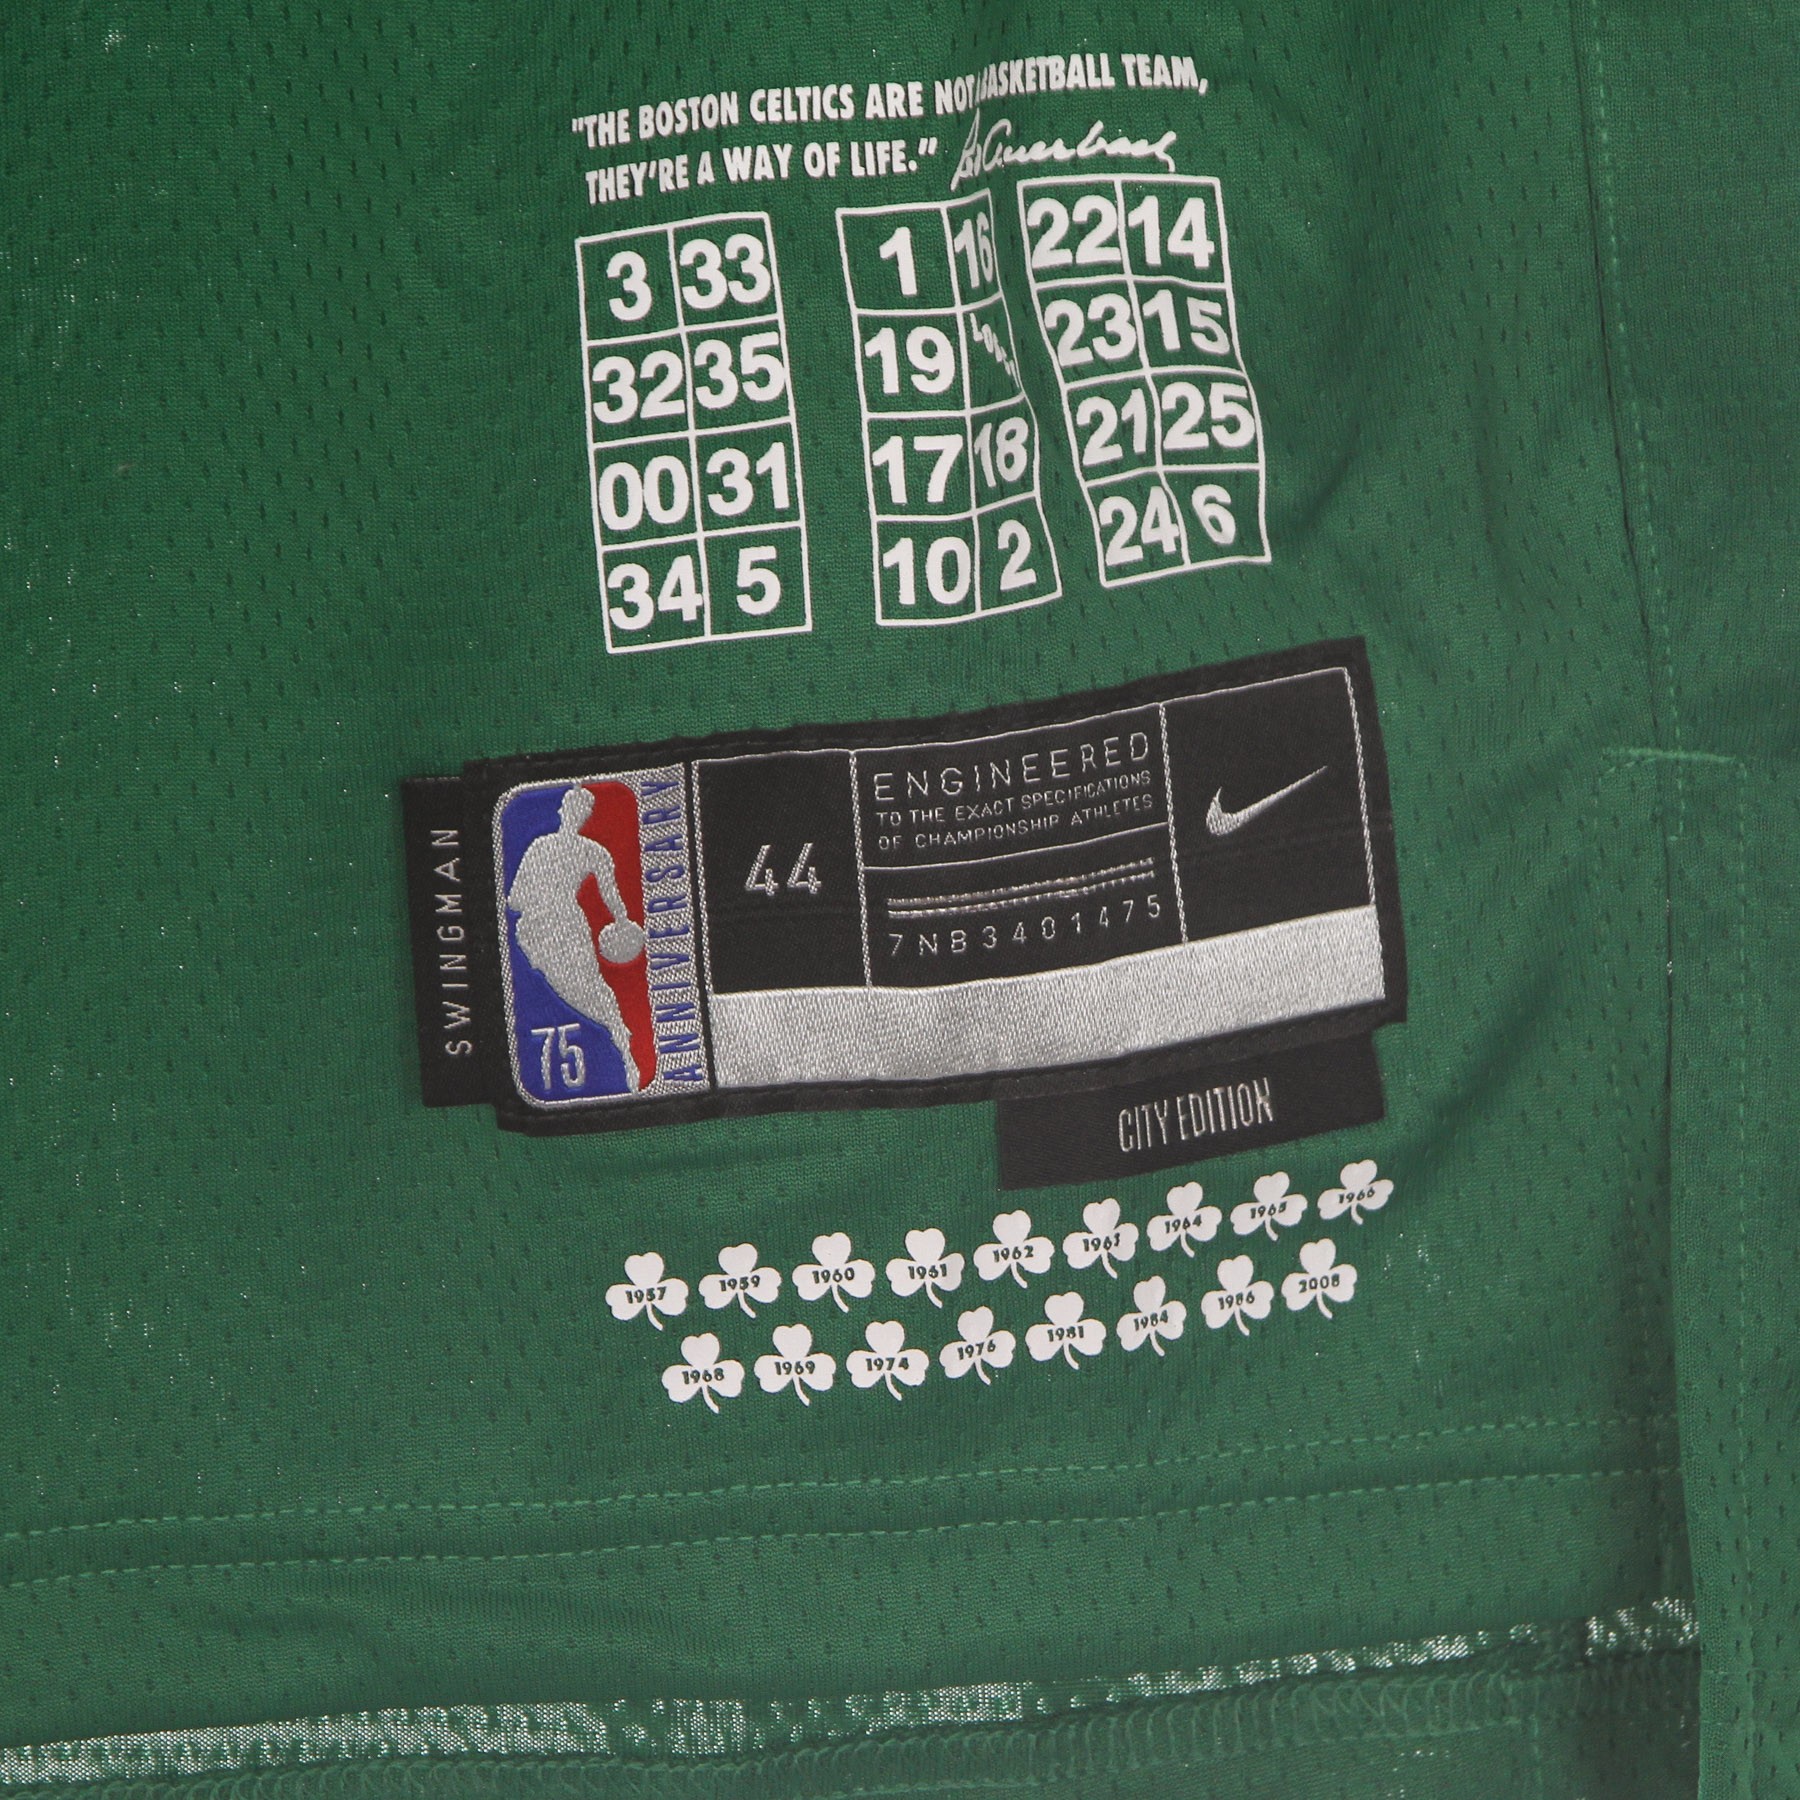 "THE BOSTON CELTICS ARE NOT BASKETBALL TEAM,
THEY'RE A WAY OF LIFE."
3 33
32 35
00 31
34 5
1 16
19
17 18
10 2
22 14
23 15
21 25
24 6
SWINGMAN
75
ANNIVERSARY
44
ENGINEERED
TO THE EXACT SPECIFICATIONS
OF CHAMPIONSHIP ATHLETES
7NB3401475
CITY EDITION
1957 1959 1960 1961 1962 1963 1964 1965 1966
1968 1969 1974 1976 1981 1984 1986 2008